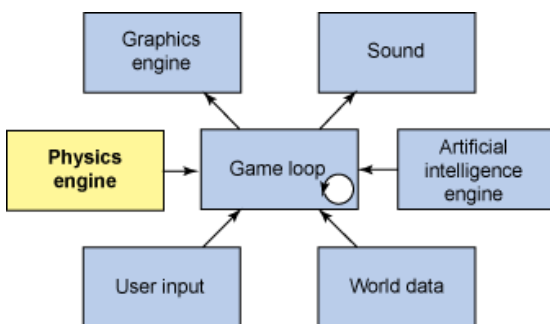 Graphics
engine
Sound
Physics
engine
Game loop
Artificial
intelligence
engine
User input
World data